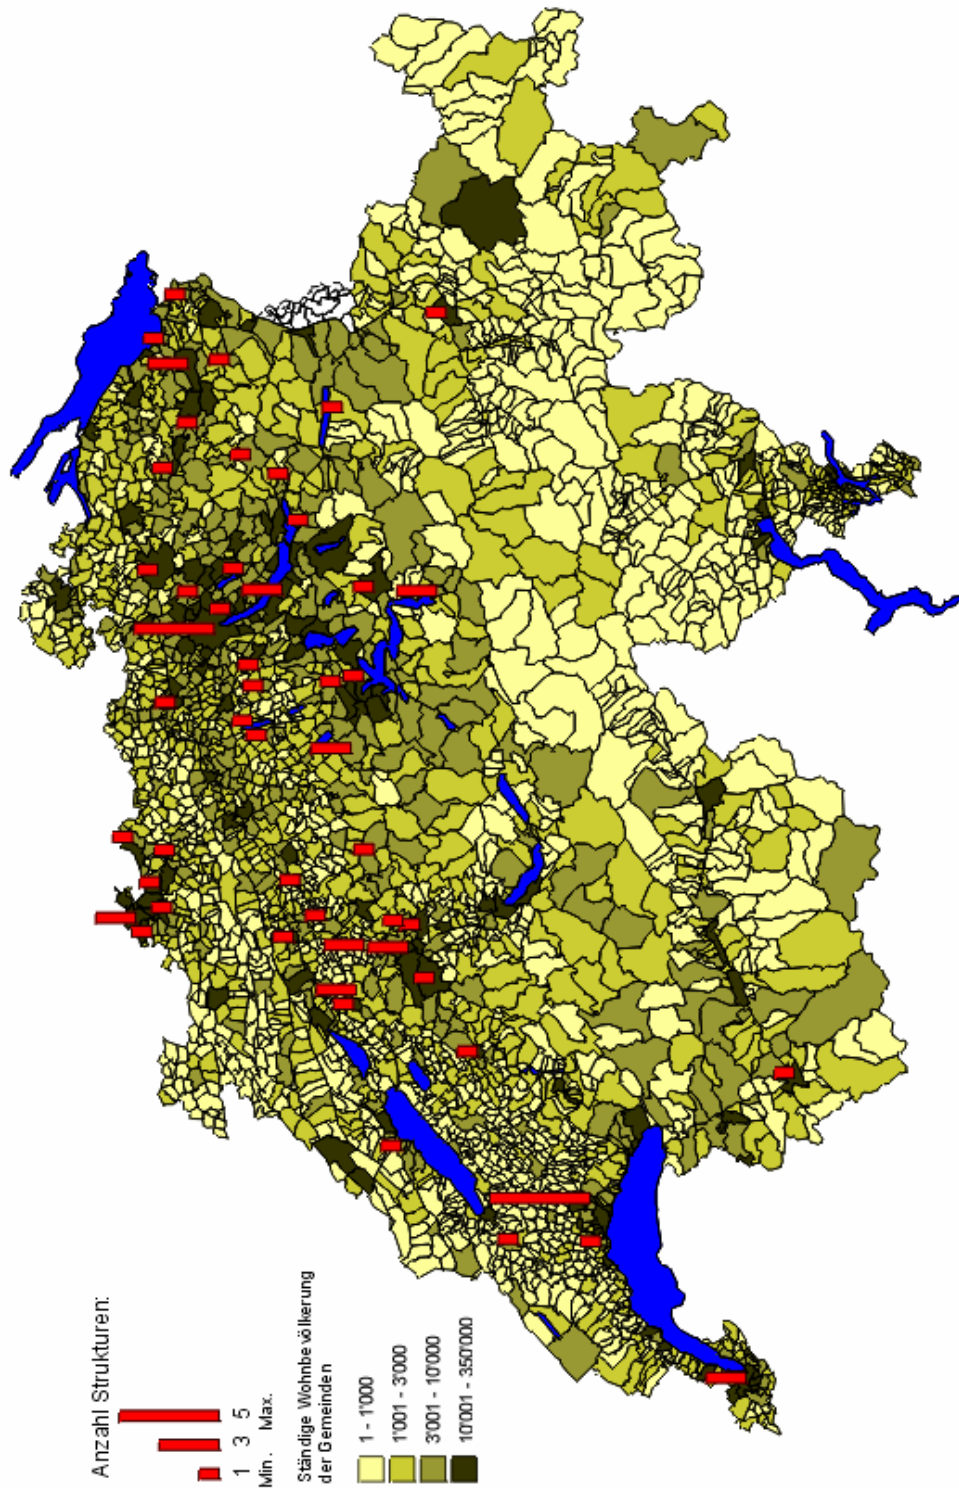 Anzahl Strukturen:
1 3 5
Min. Max.
Ständige Wohnbevölkerung
der Gemeinden
1 - 1'000
1'001 - 3'000
3'001 - 10'000
10'001 - 350'000